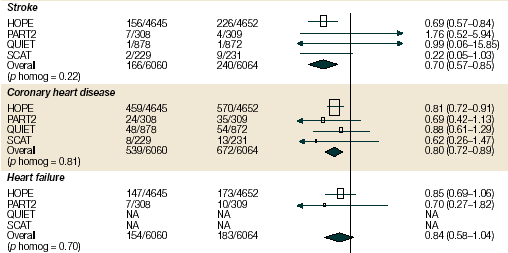 Stroke
HOPE 156/4645 226/4652 0.69 (0.57–0.84)
PART2 7/308 4/309 1.76 (0.52–5.94)
QUIET 1/878 1/872 0.99 (0.06–15.85)
SCAT 2/229 9/231 0.22 (0.05–1.03)
Overall 166/6060 240/6064 0.70 (0.57–0.85)
(p homog = 0.22)
Coronary heart disease
HOPE 459/4645 570/4652 0.81 (0.72–0.91)
PART2 24/308 35/309 0.69 (0.42–1.13)
QUIET 48/878 54/872 0.88 (0.61–1.29)
SCAT 8/229 13/231 0.62 (0.26–1.47)
Overall 539/6060 672/6064 0.80 (0.72–0.89)
(p homog = 0.81)
Heart failure
HOPE 147/4645 173/4652 0.85 (0.69–1.06)
PART2 7/308 10/309 0.70 (0.27–1.82)
QUIET NA NA NA
SCAT NA NA NA
Overall 154/6060 183/6064 0.84 (0.58–1.04)
(p homog = 0.70)